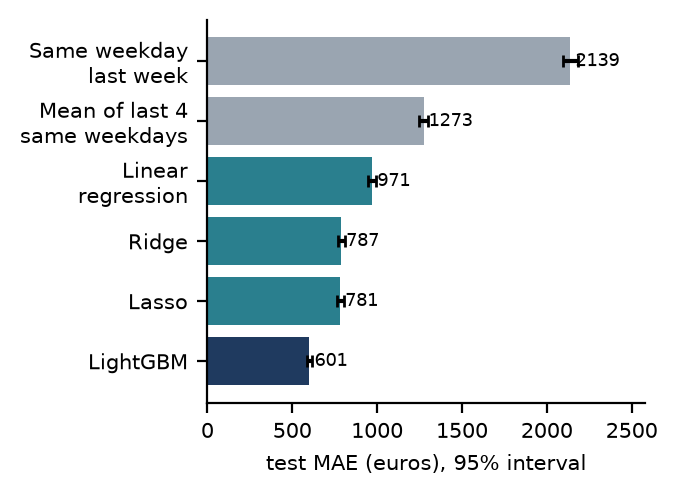 Same weekday
last week
2139
Mean of last 4
same weekdays
1273
Linear
regression
971
Ridge
787
Lasso
781
LightGBM
601
0 500 1000 1500 2000 2500
test MAE (euros), 95% interval